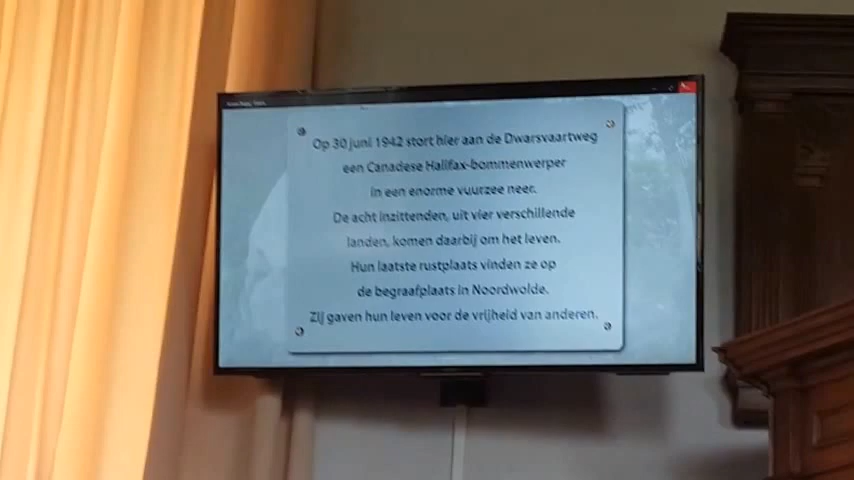 Op 30 juni 1942 stort hier aan de Dwarsvaartweg
een Canadese Halifax-bommenwerper
in een enorme vuurzee neer.
De acht inzittenden, uit vier verschillende
landen, komen daarbij om het leven.
Hun laatste rustplaats vinden ze op
de begraafplaats in Noordwolde.
Zij gaven hun leven voor de vrijheid van anderen.